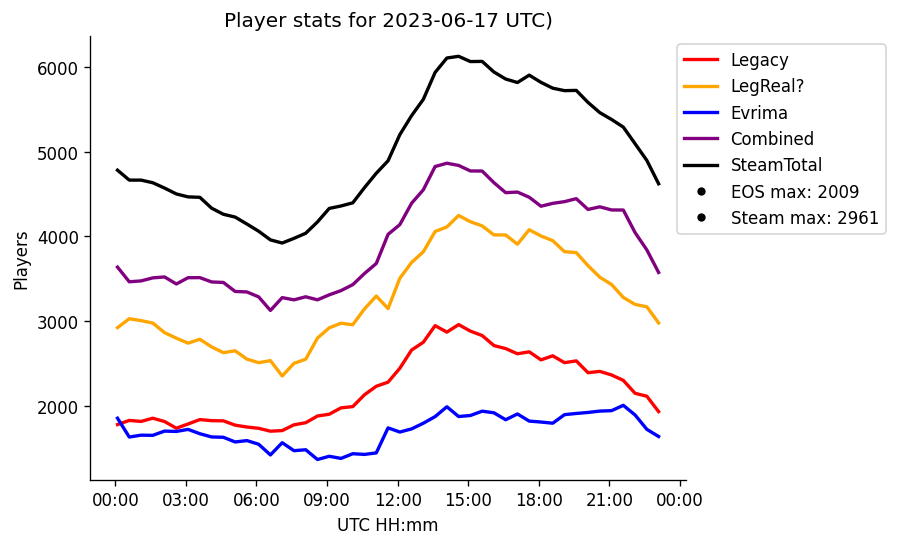 Player stats for 2023-06-17 UTC)
Players
6000
5000
4000
3000
2000
00:00 03:00 06:00 09:00 12:00 15:00 18:00 21:00 00:00
UTC HH:mm
Legacy
LegReal?
Evrima
Combined
SteamTotal
EOS max: 2009
Steam max: 2961